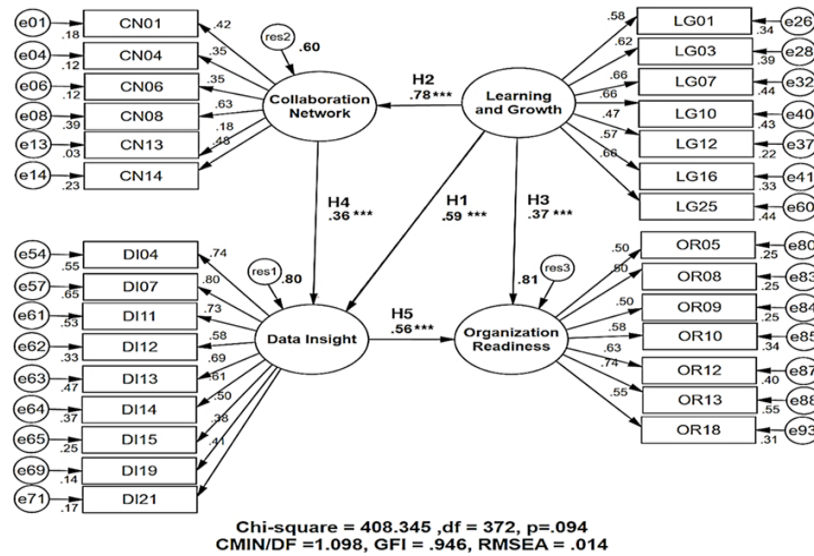 e01
.18
CN01
.42
e04
.12
CN04
.35
e06
.12
CN06
.35
e08
.39
CN08
.63
e13
.03
CN13
.18
e14
.23
CN14
.48
res2
.60
Collaboration
Network
H2
.78 ***
Learning
and Growth
.58
LG01
.34
e26
.62
LG03
.39
e28
.66
LG07
.44
e32
.66
LG10
.43
e40
.47
LG12
.22
e37
.57
LG16
.33
e41
.66
LG25
.44
e60
H4
.36 ***
H1
.59 ***
H3
.37 ***
e54
.55
DI04
.74
e57
.65
DI07
.80
e61
.53
DI11
.73
e62
.33
DI12
.58
e63
.47
DI13
.69
e64
.37
DI14
.61
e65
.25
DI15
.50
e69
.14
DI19
.38
e71
.17
DI21
.41
res1
.80
Data Insight
H5
.56 ***
.81
res3
Organization
Readiness
.50
OR05
.25
e80
.50
OR08
.25
e83
.50
OR09
.25
e84
.58
OR10
.34
e85
.63
OR12
.40
e87
.74
OR13
.55
e88
.55
OR18
.31
e93
Chi-square = 408.345 ,df = 372, p=.094
CMIN/DF =1.098, GFI = .946, RMSEA = .014